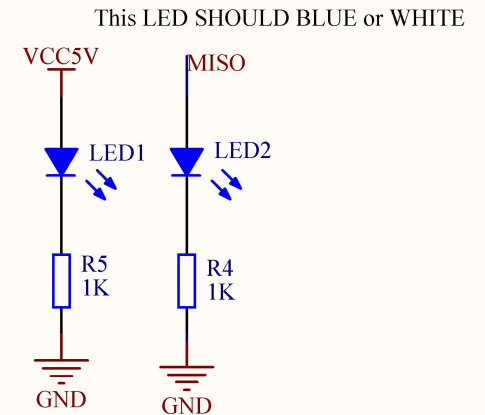 This LED SHOULD BLUE or WHITE
VCC5V
MISO
LED1
LED2
R5
1K
R4
1K
GND
GND